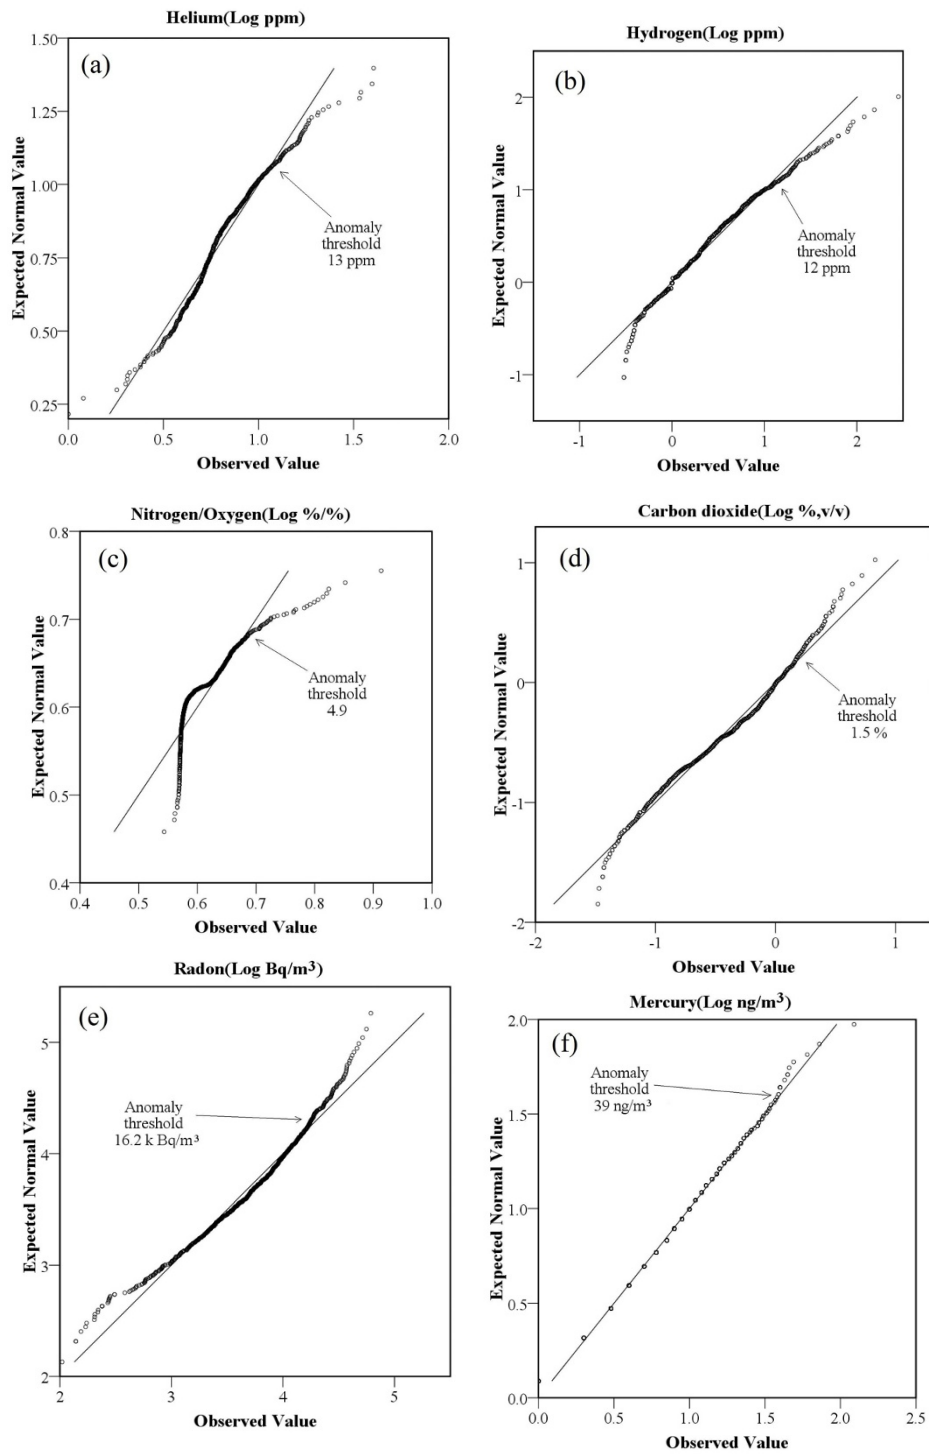 Helium(Log ppm)
(a)
1.50
1.25
1.00
0.75
0.50
0.25
Expected Normal Value
Anomaly
threshold
13 ppm
0.0
0.5
1.0
1.5
2.0
Observed Value
Hydrogen(Log ppm)
(b)
2
1
0
-1
Expected Normal Value
Anomaly
threshold
12 ppm
-1
0
1
2
Observed Value
Nitrogen/Oxygen(Log %/%)
(c)
0.8
0.7
0.6
0.5
0.4
Expected Normal Value
Anomaly
threshold
4.9
0.4
0.5
0.6
0.7
0.8
0.9
1.0
Observed Value
Carbon dioxide(Log %,v/v)
(d)
1
0
-1
-2
Expected Normal Value
Anomaly
threshold
1.5 %
-2
-1
0
1
Observed Value
Radon(Log Bq/m³)
(e)
5
4
3
2
Expected Normal Value
Anomaly
threshold
16.2 k Bq/m³
2
3
4
5
Observed Value
Mercury(Log ng/m³)
(f)
2.0
1.5
1.0
0.5
0.0
Expected Normal Value
Anomaly
threshold
39 ng/m³
0.0
0.5
1.0
1.5
2.0
2.5
Observed Value